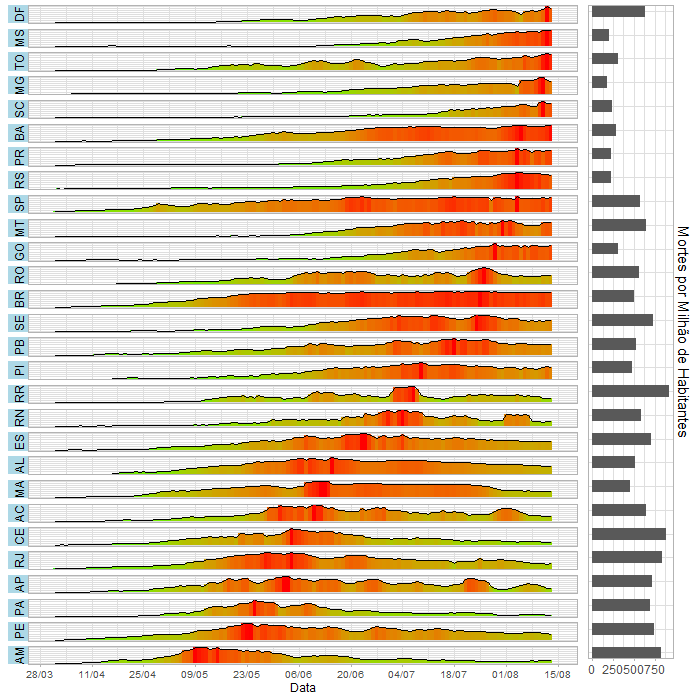 DF
MS
TO
MG
SC
BA
PR
RS
SP
MT
GO
RO
BR
SE
PB
PI
RR
RN
ES
AL
MA
AC
CE
RJ
AP
PA
PE
AM
28/03 11/04 25/04 09/05 23/05 06/06 20/06 04/07 18/07 01/08 15/08
Data
0 250500750
Mortes por Milhão de Habitantes